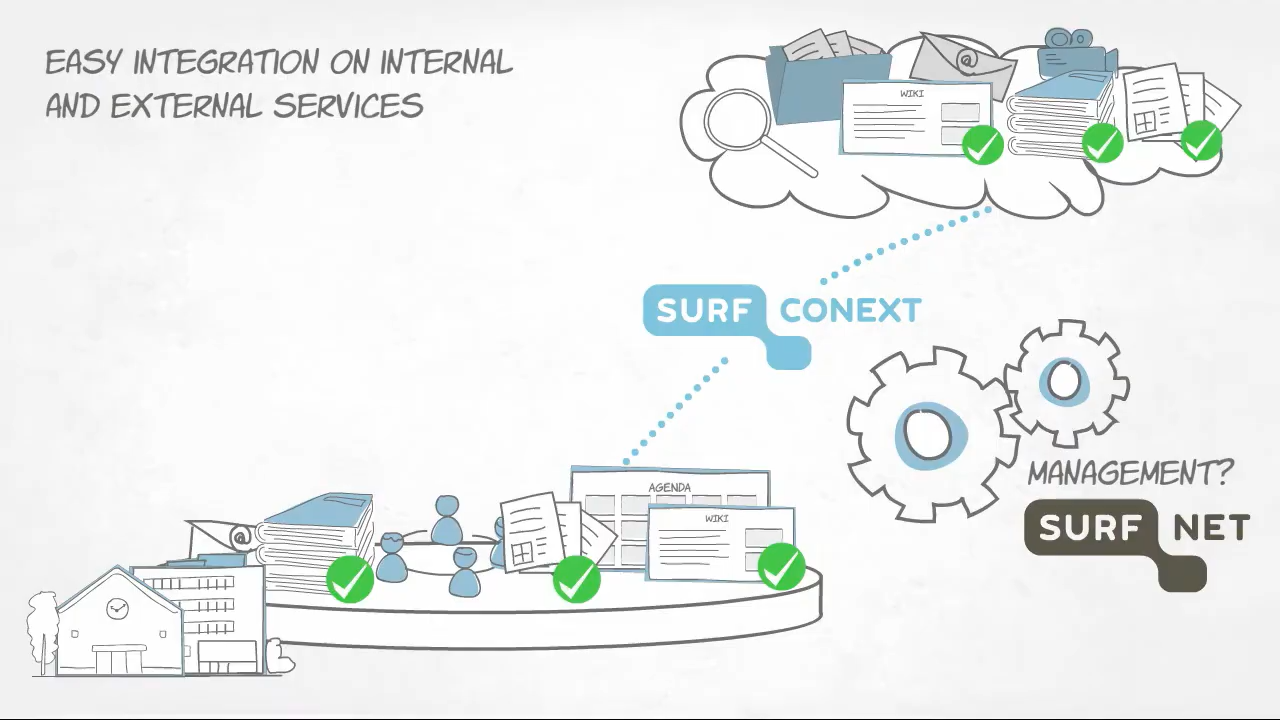 EASY INTEGRATION ON INTERNAL
AND EXTERNAL SERVICES
@
WIKI
SURF CONEXT
MANAGEMENT?
SURF NET
AGENDA
WIKI
@